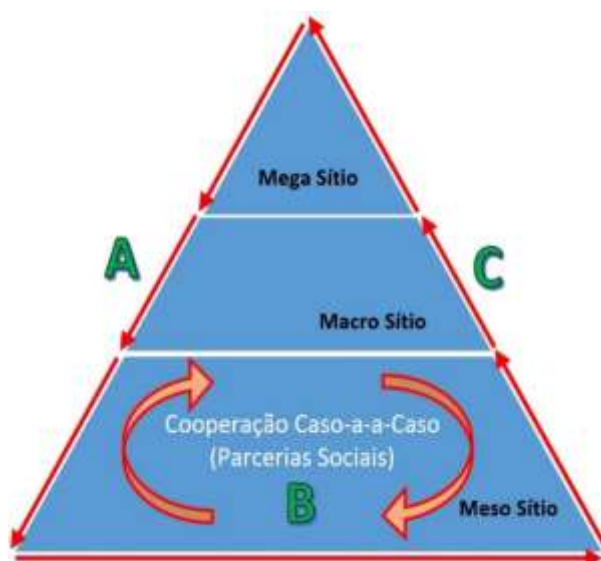 Mega Sítio
A
C
Macro Sítio
Cooperação Caso-a-a-Caso
(Parcerias Sociais)
B
Meso Sítio